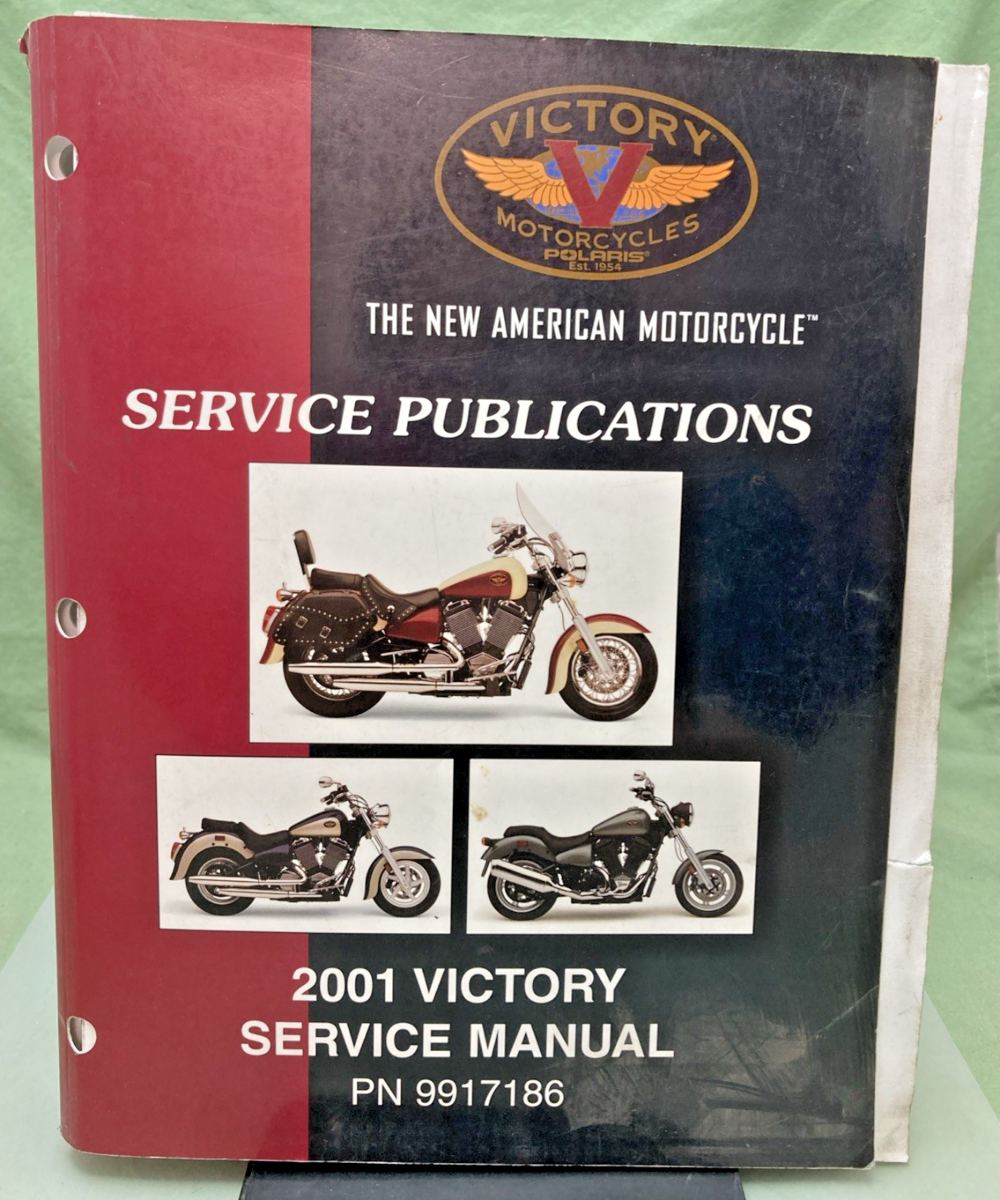 VICTORY
V
MOTORCYCLES
POLARIS®
Est. 1954
THE NEW AMERICAN MOTORCYCLE™
SERVICE PUBLICATIONS
2001 VICTORY
SERVICE MANUAL
PN 9917186